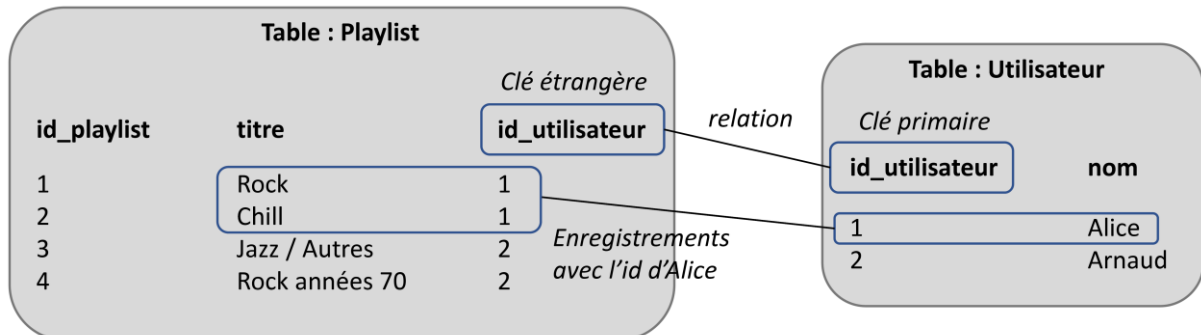 Table : Playlist
Clé étrangère
id_playlist titre id_utilisateur
1 Rock 1
2 Chill 1
3 Jazz / Autres 2
4 Rock années 70 2
relation
Enregistrements
avec l’id d’Alice
Table : Utilisateur
Clé primaire
id_utilisateur nom
1 Alice
2 Arnaud